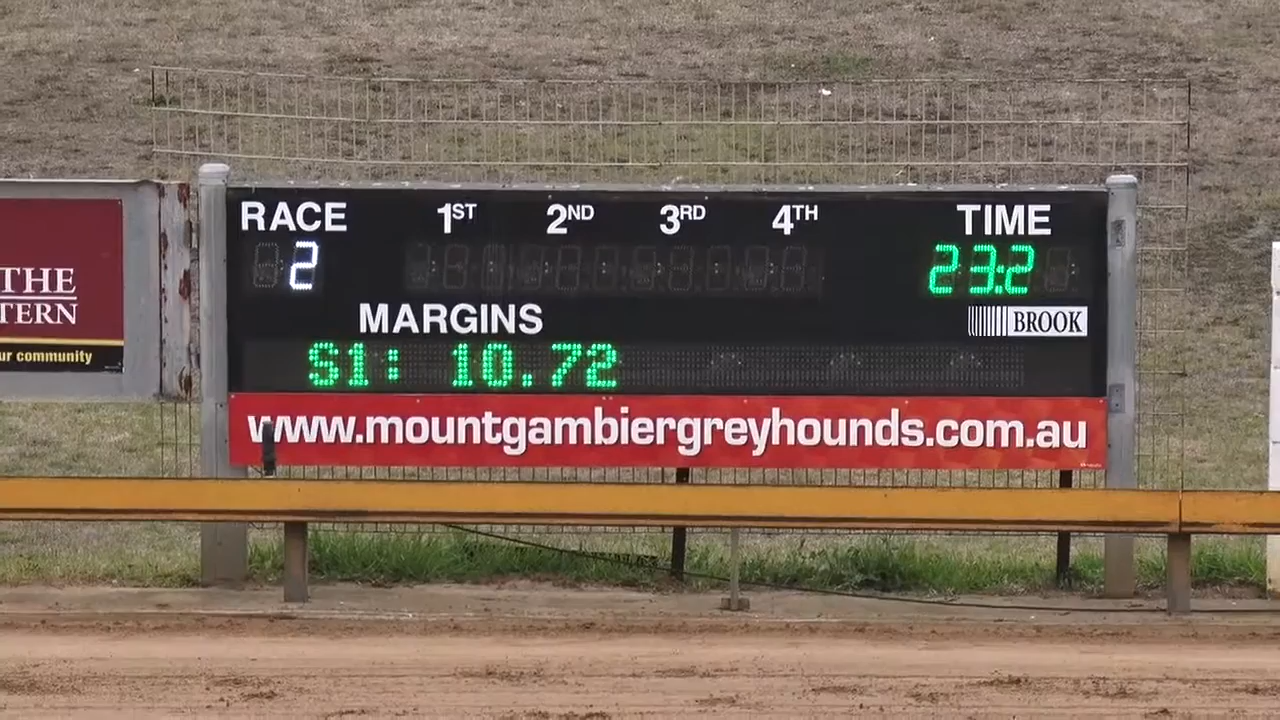 THE
TERN
ur community
RACE 1ST 2ND 3RD 4TH TIME
2 23:2
MARGINS
BROOK
S1: 10.72
www.mountgambiergreyhounds.com.au